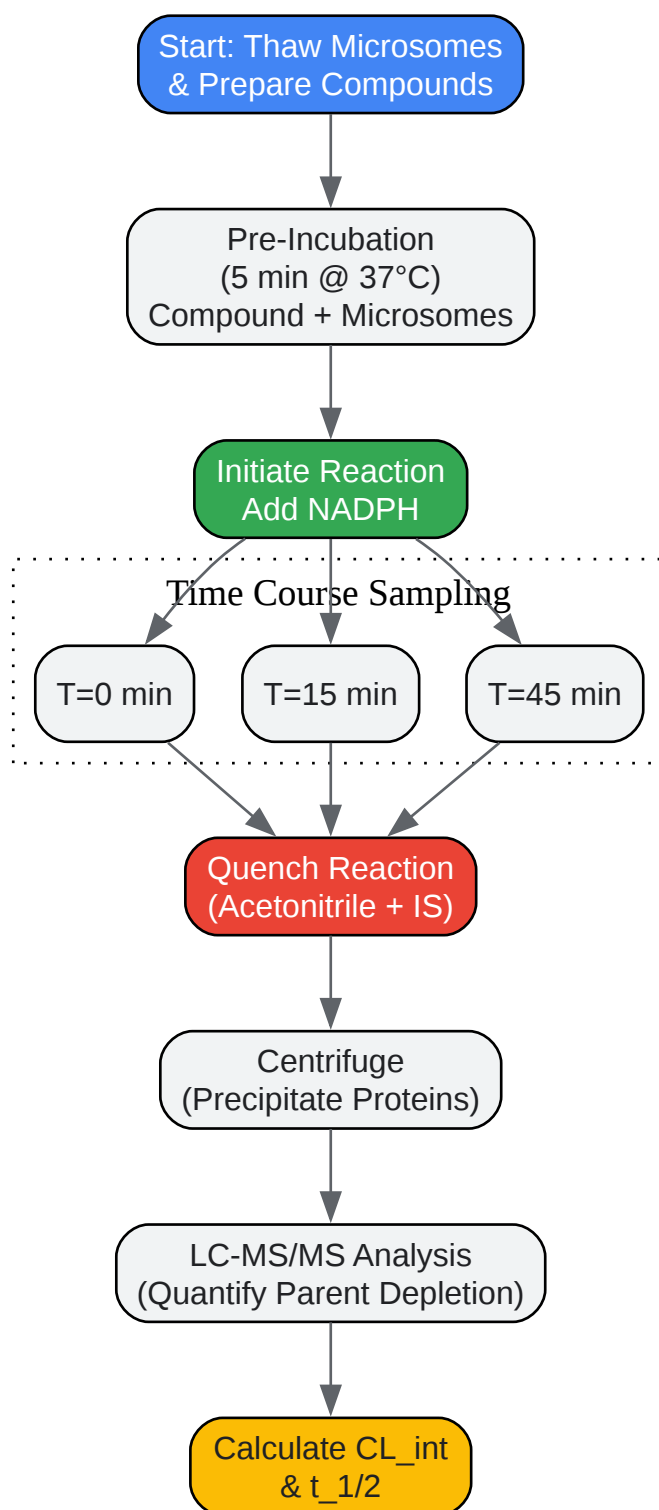 Start: Thaw Microsomes
& Prepare Compounds
Pre-Incubation
(5 min @ 37°C)
Compound + Microsomes
Initiate Reaction
Add NADPH
Time Course Sampling
T=0 min
T=15 min
T=45 min
Quench Reaction
(Acetonitrile + IS)
Centrifuge
(Precipitate Proteins)
LC-MS/MS Analysis
(Quantify Parent Depletion)
Calculate CL_int
& t_1/2